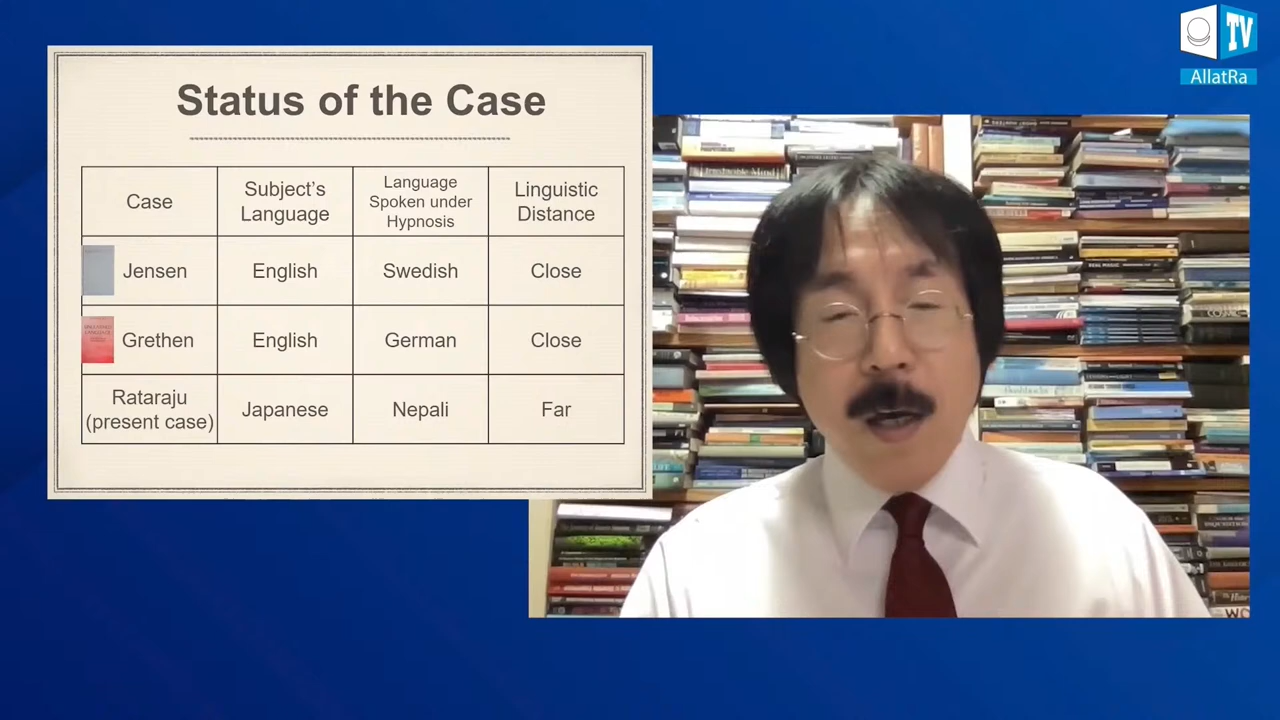 TV
AllatRa
Status of the Case
Case
Subject's
Language
Language
Spoken under
Hypnosis
Linguistic
Distance
Jensen
English
Swedish
Close
Grethen
English
German
Close
Rataraju
(present case)
Japanese
Nepali
Far